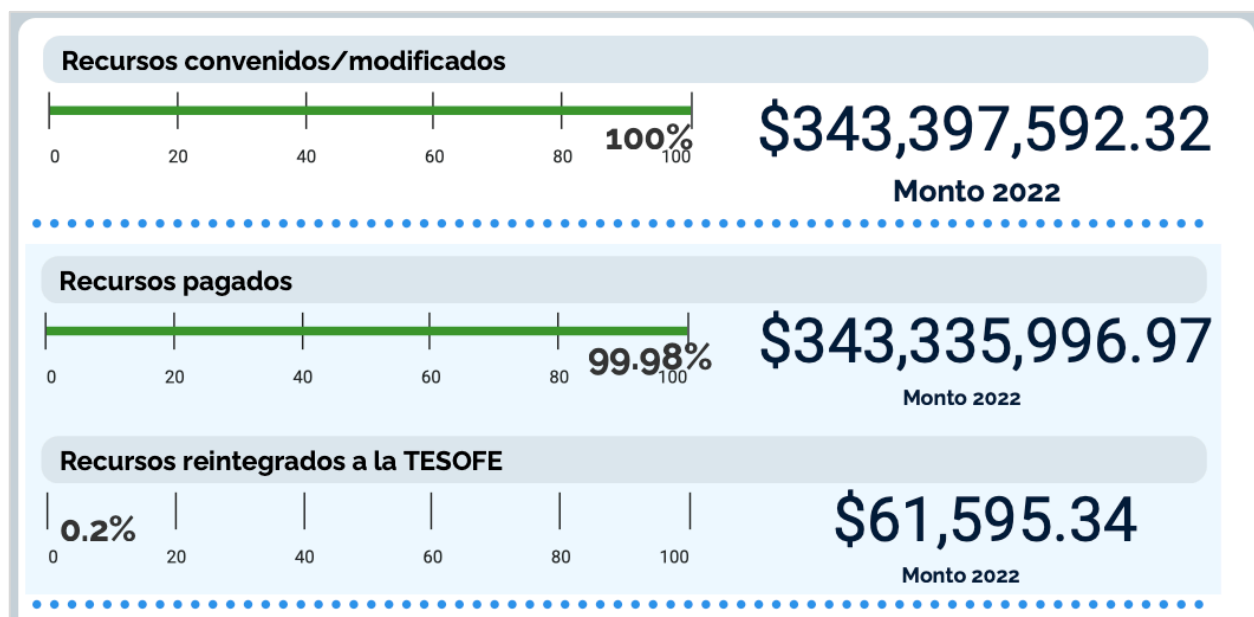 Recursos convenidos/modificados
100%
0 20 40 60 80 100
$343,397,592.32
Monto 2022
Recursos pagados
99.98%
0 20 40 60 80 100
$343,335,996.97
Monto 2022
Recursos reintegrados a la TESOFE
0.2%
0 20 40 60 80 100
$61,595.34
Monto 2022